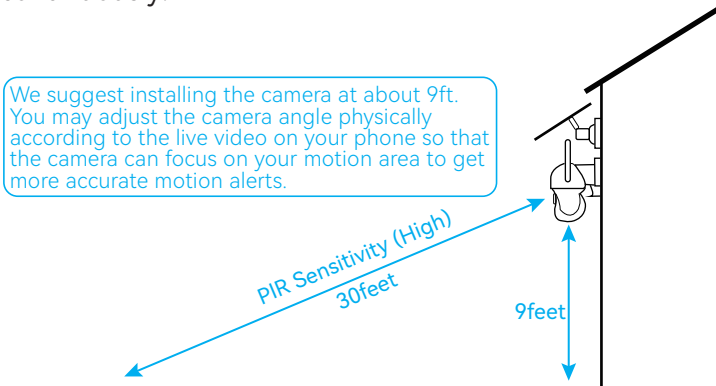 We suggest installing the camera at about 9ft.
You may adjust the camera angle physically
according to the live video on your phone so that
the camera can focus on your motion area to get
more accurate motion alerts.
PIR Sensitivity (High)
30feet
9feet